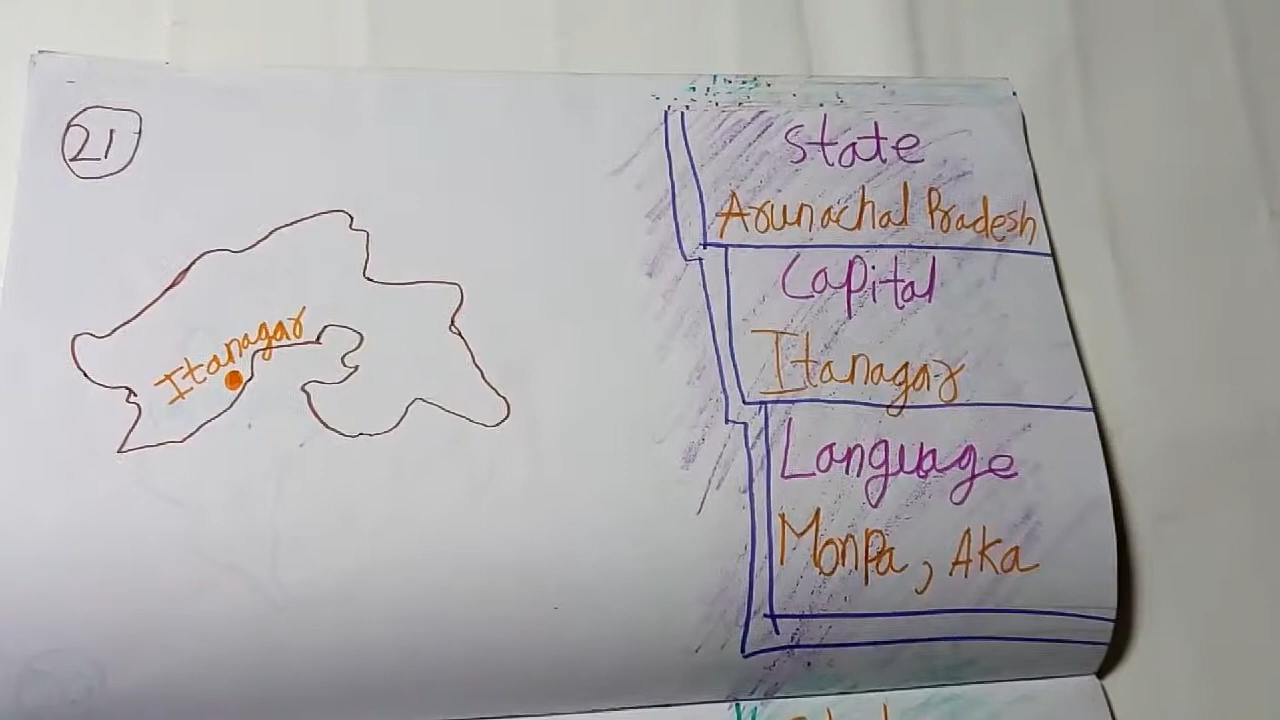 21
Itanagar
State
Arunachal Pradesh
Capital
Itanagar
Language
Monpa, Aka